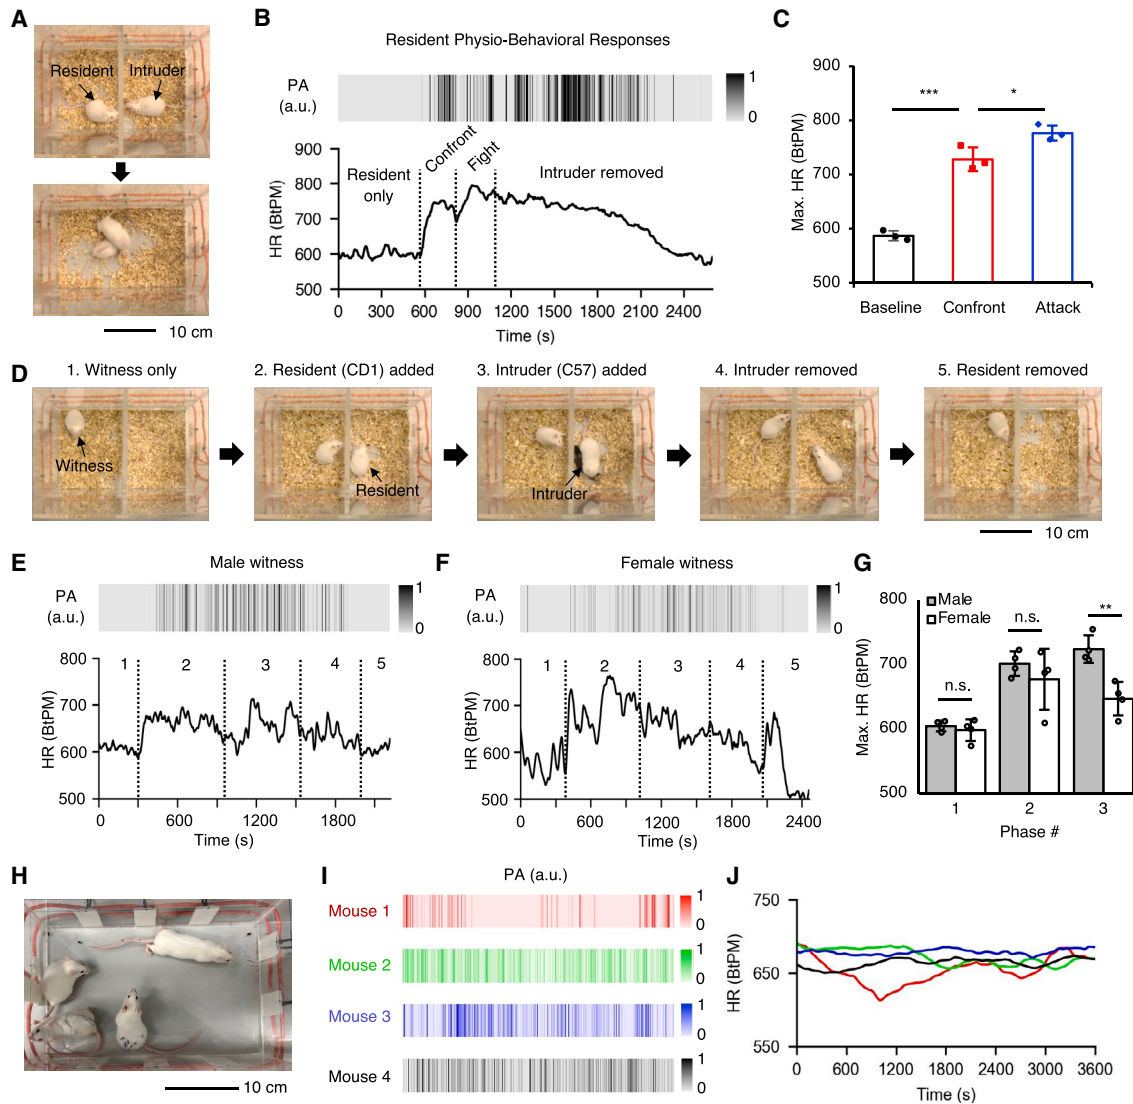 A
Resident
Intruder
10 cm
B
Resident Physio-Behavioral Responses
PA
(a.u.)
1
0
HR (BtPM)
900
800
700
600
500
Resident
only
Confront
Fight
Intruder removed
0 300 600 900 1200 1500 1800 2100 2400
Time (s)
C
Max. HR (BtPM)
900
800
700
600
500
***
*
Baseline Confront Attack
D
1. Witness only
2. Resident (CD1) added
3. Intruder (C57) added
4. Intruder removed
5. Resident removed
Witness
Resident
Intruder
10 cm
E
Male witness
PA
(a.u.)
1
0
HR (BtPM)
800
700
600
500
1 2 3 4 5
0 600 1200 1800
Time (s)
F
Female witness
PA
(a.u.)
1
0
HR (BtPM)
800
700
600
500
1 2 3 4 5
0 600 1200 1800 2400
Time (s)
G
Max. HR (BtPM)
800
700
600
500
Male
Female
n.s.
n.s.
**
1 2 3
Phase #
H
10 cm
I
PA (a.u.)
Mouse 1
1
0
Mouse 2
1
0
Mouse 3
1
0
Mouse 4
1
0
J
HR (BtPM)
750
650
550
0 600 1200 1800 2400 3000 3600
Time (s)